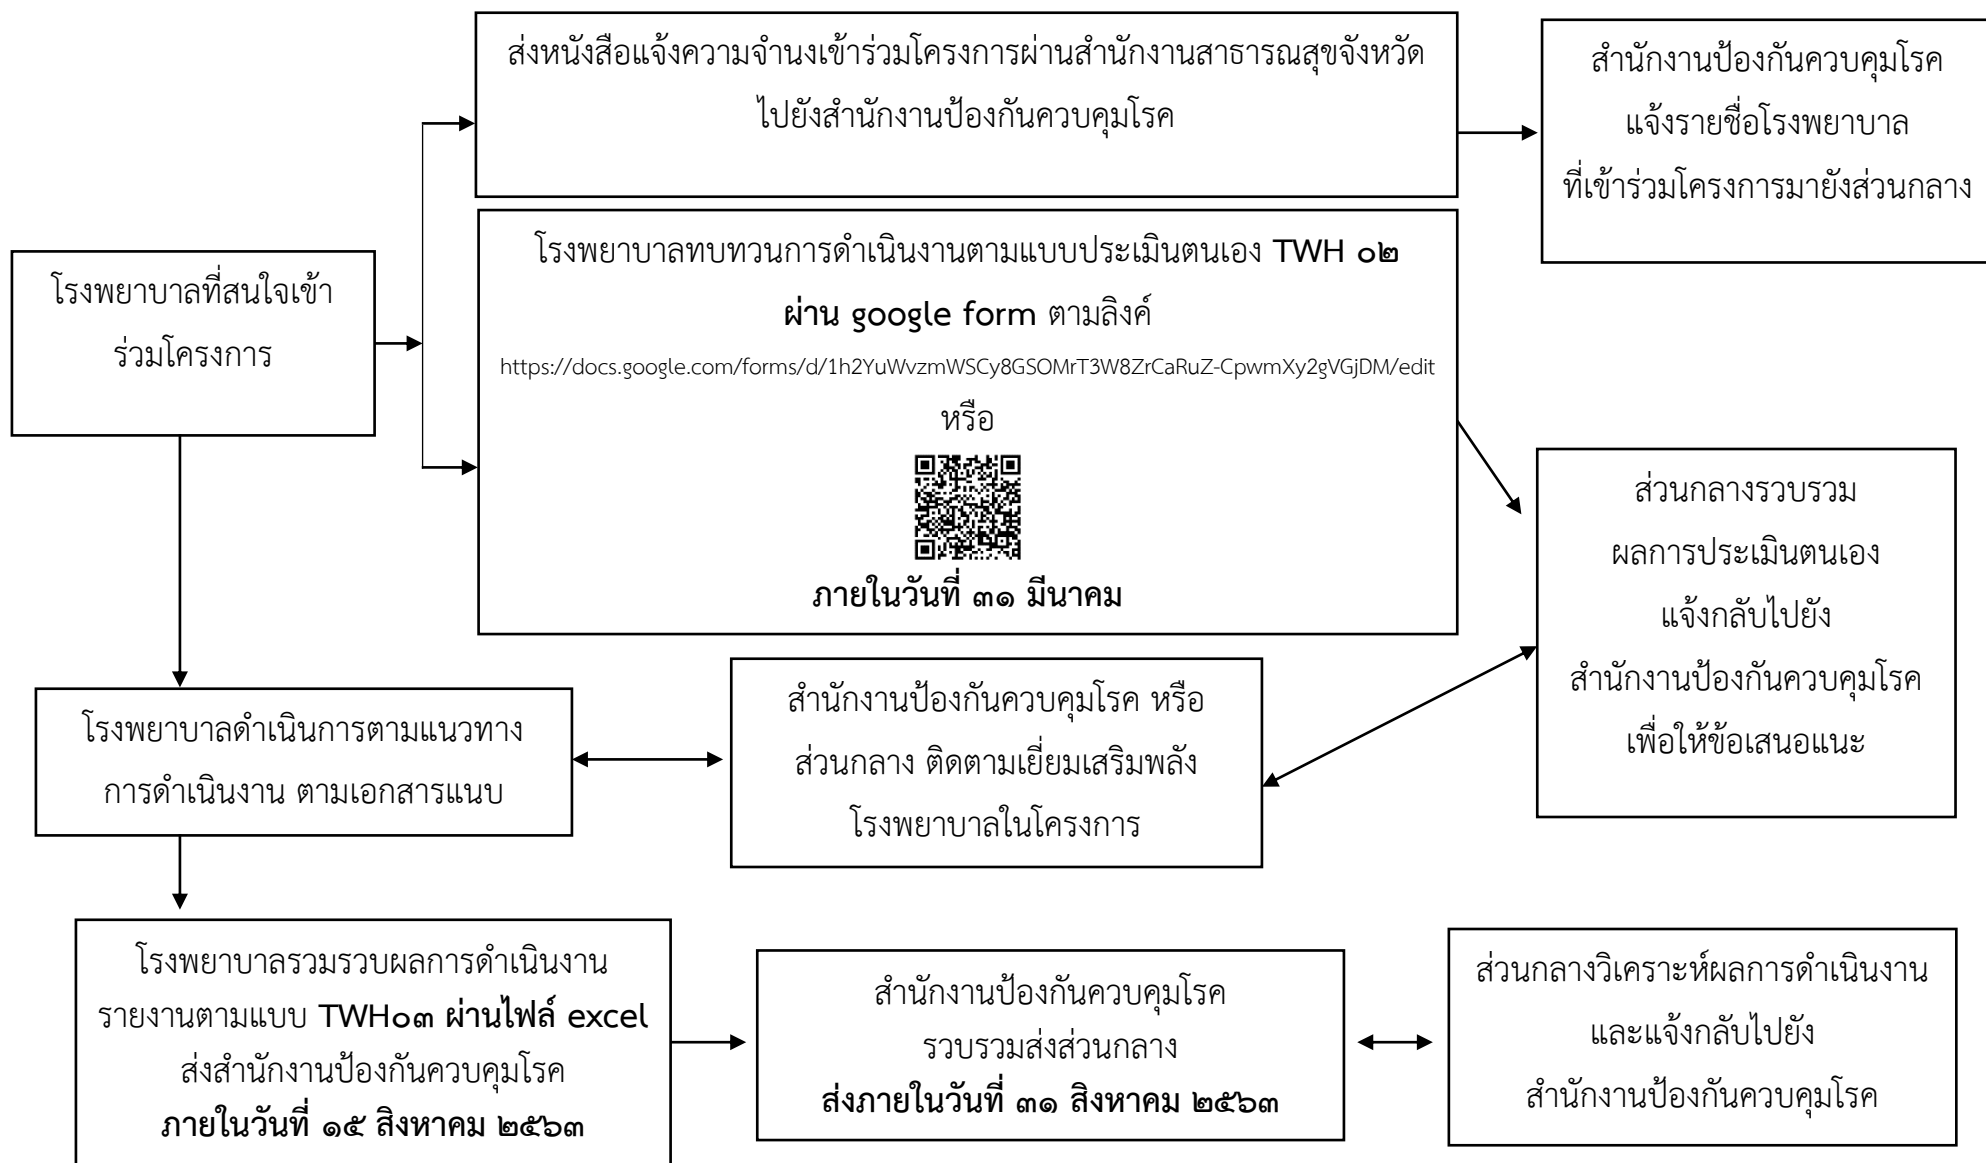 ส่งหนังสือแจ้งความจำนงเข้าร่วมโครงการผ่านสำนักงานสาธารณสุขจังหวัด
ไปยังสำนักงานป้องกันควบคุมโรค
สำนักงานป้องกันควบคุมโรค
แจ้งรายชื่อโรงพยาบาล
ที่เข้าร่วมโครงการมายังส่วนกลาง
โรงพยาบาลที่สนใจเข้า
ร่วมโครงการ
โรงพยาบาลทบทวนการดำเนินงานตามแบบประเมินตนเอง TWH ๐๒
ผ่าน google form ตามลิงค์
https://docs.google.com/forms/d/1h2YuWvzmWSCy8GSOMrT3W8ZrCaRuZ-CpwmXy2gVGjDM/edit
หรือ
ภายในวันที่ ๓๑ มีนาคม
ส่วนกลางรวบรวม
ผลการประเมินตนเอง
แจ้งกลับไปยัง
สำนักงานป้องกันควบคุมโรค
เพื่อให้ข้อเสนอแนะ
โรงพยาบาลดำเนินการตามแนวทาง
การดำเนินงาน ตามเอกสารแนบ
สำนักงานป้องกันควบคุมโรค หรือ
ส่วนกลาง ติดตามเยี่ยมเสริมพลัง
โรงพยาบาลในโครงการ
โรงพยาบาลรวมรวบผลการดำเนินงาน
รายงานตามแบบ TWH๐๓ ผ่านไฟล์ excel
ส่งสำนักงานป้องกันควบคุมโรค
ภายในวันที่ ๑๕ สิงหาคม ๒๕๖๓
สำนักงานป้องกันควบคุมโรค
รวบรวมส่งส่วนกลาง
ส่งภายในวันที่ ๓๑ สิงหาคม ๒๕๖๓
ส่วนกลางวิเคราะห์ผลการดำเนินงาน
และแจ้งกลับไปยัง
สำนักงานป้องกันควบคุมโรค